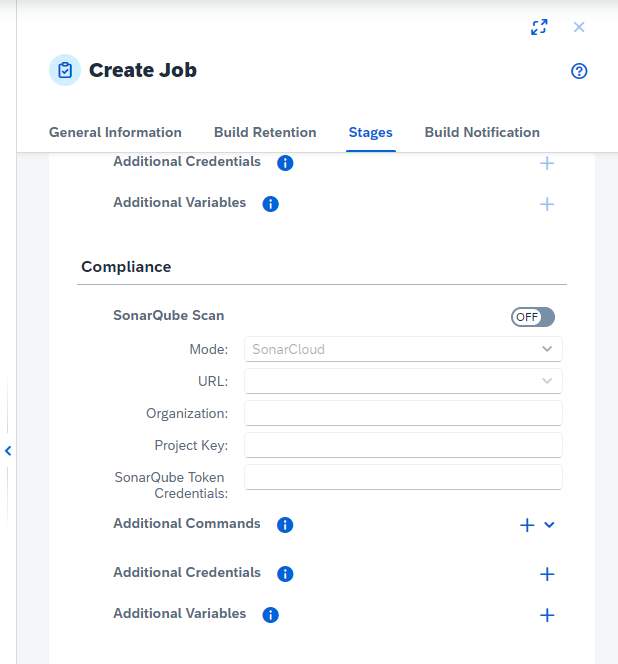 Create Job
General Information Build Retention Stages Build Notification
Additional Credentials
Additional Variables
Compliance
SonarQube Scan OFF
Mode: SonarCloud
URL:
Organization:
Project Key:
SonarQube Token
Credentials:
Additional Commands
Additional Credentials
Additional Variables